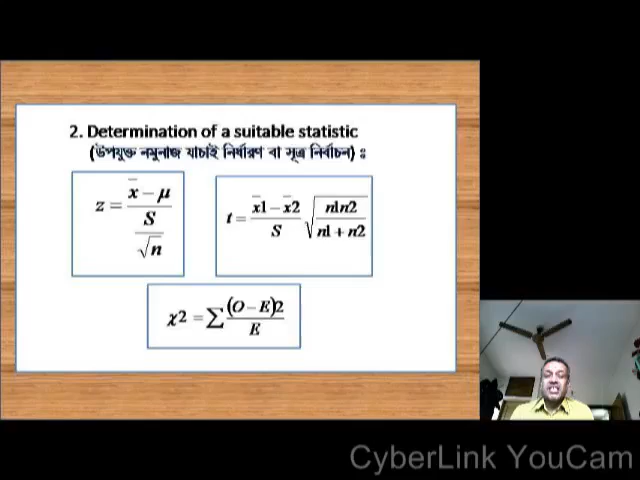 2. Determination of a suitable statistic
(উপযুক্ত নমুনাজ যাচাই নির্ধারণ বা সূত্র নির্বাচন) ঃ
z = (x̄ − μ) / (S / √n)
t = (x̄1 − x̄2) / S √(n1n2 / (n1 + n2))
χ2 = ∑ (O − E)2 / E
CyberLink YouCam